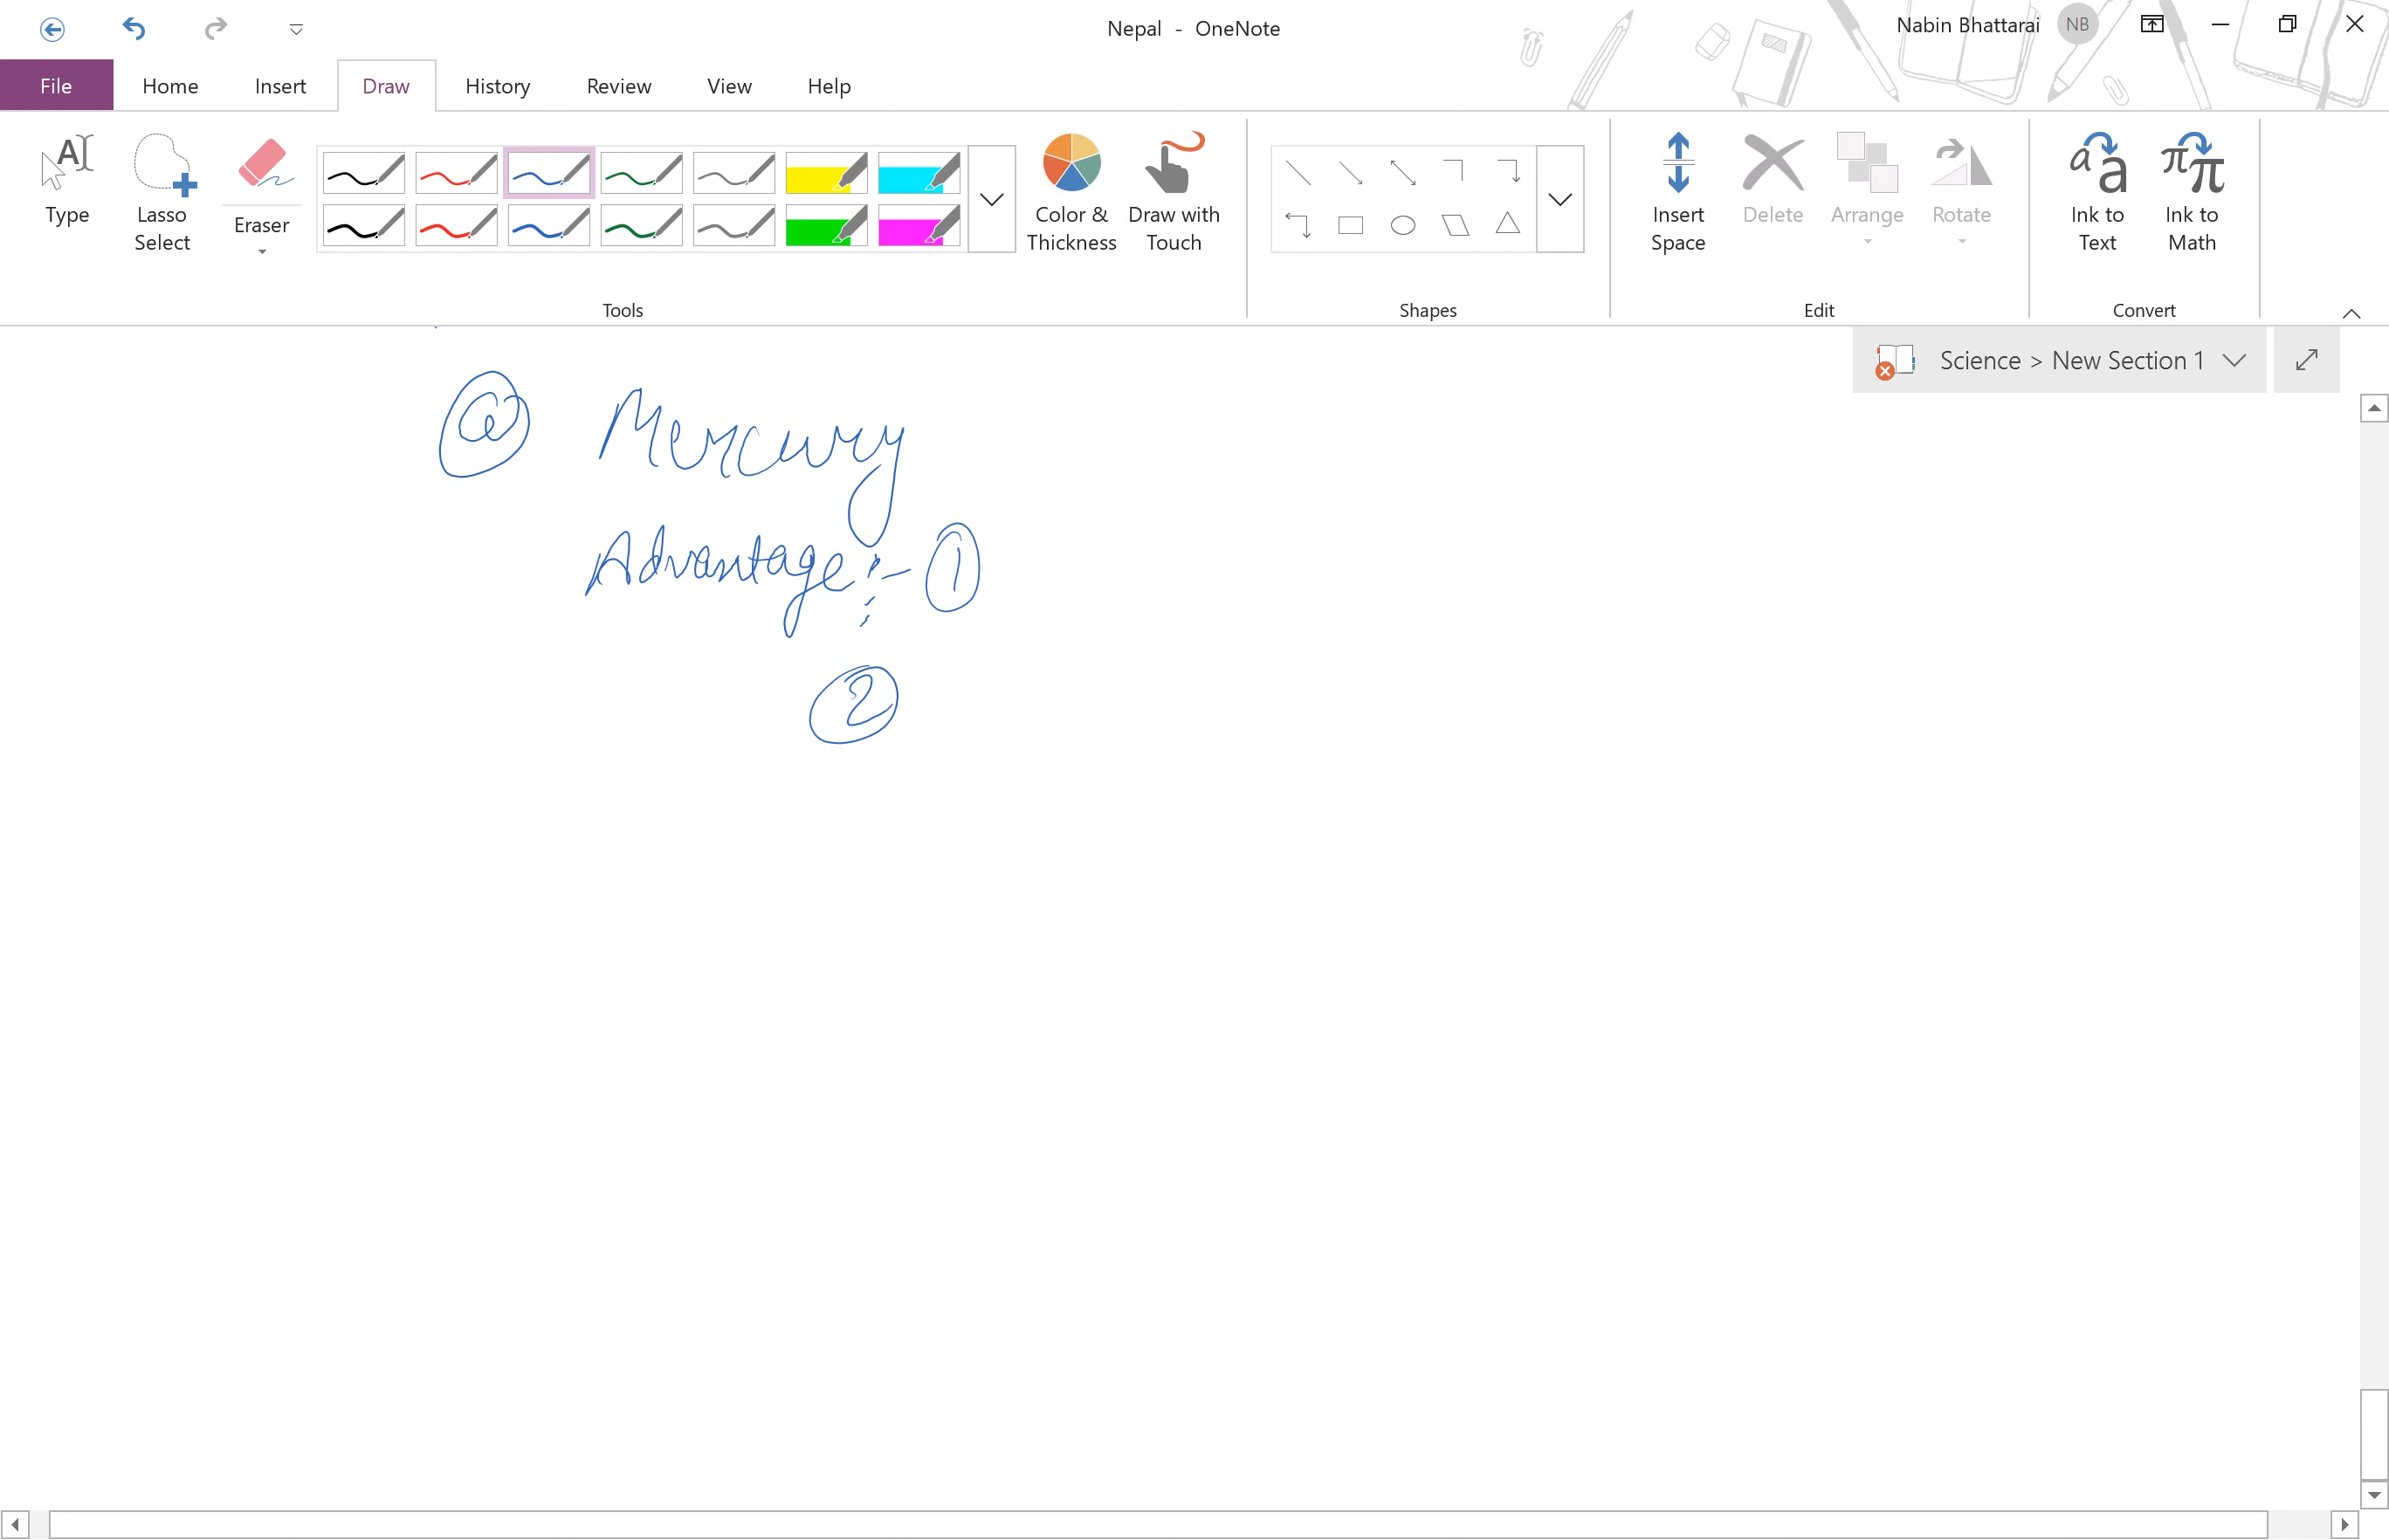 Nepal - OneNote
Nabin Bhattarai NB
File Home Insert Draw History Review View Help
Type
Lasso Select
Eraser
Color & Thickness
Draw with Touch
Insert Space
Delete
Arrange
Rotate
Ink to Text
Ink to Math
Tools Shapes Edit Convert
Science > New Section 1
Mercury
Advantage :- ①
②